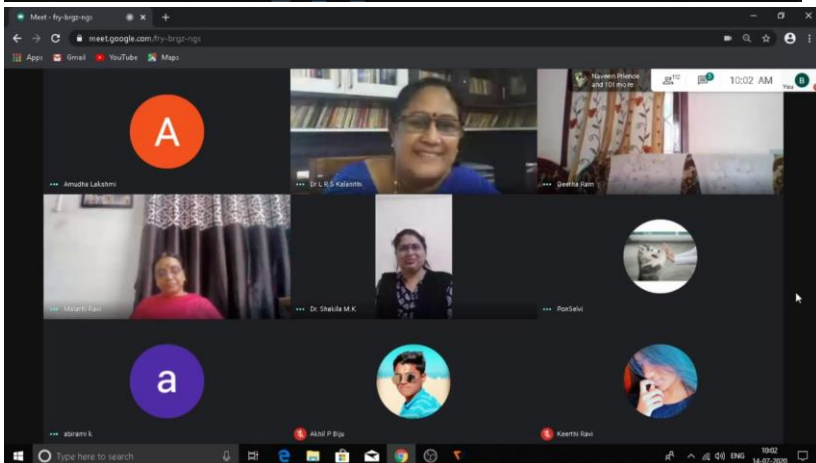 Meet - fry-brgz-ngs
meet.google.com/fry-brgz-ngs
Apps Gmail YouTube Maps
Naveen Prience
and 101 more
112
10:02 AM
You
B
A
Amudha Lakshmi
Dr L R S Kalanithi
Geetha Ram
Malathi Ravi
Dr. Shakila M.K
PonSelvi
a
abirami k
Akhil P Biju
Keerthi Ravi
Type here to search
ENG
10:02
14-07-2020